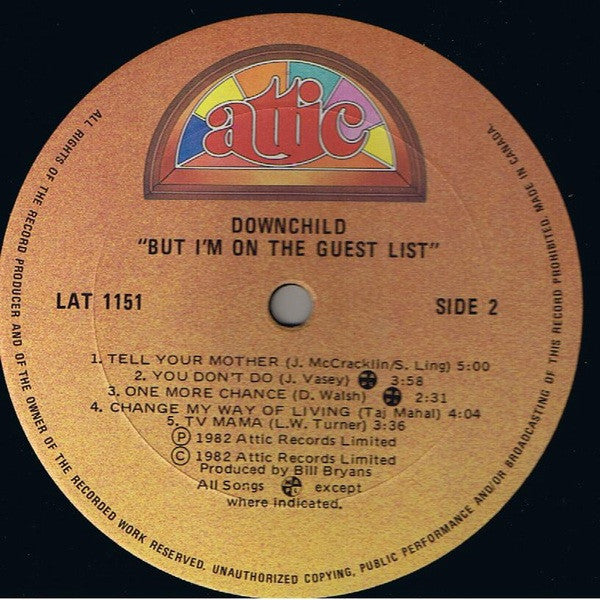 attic
DOWNCHILD
"BUT I'M ON THE GUEST LIST"
LAT 1151
SIDE 2
1. TELL YOUR MOTHER (J. McCracklin/S. Ling) 5:00
2. YOU DON'T DO (J. Vasey) 3:58
3. ONE MORE CHANCE (D. Walsh) 2:31
4. CHANGE MY WAY OF LIVING (Taj Mahal) 4:04
5. TV MAMA (L.W. Turner) 3:36
Ⓟ 1982 Attic Records Limited
© 1982 Attic Records Limited
Produced by Bill Bryans
All Songs except
where indicated.
ALL RIGHTS OF THE RECORD PRODUCER AND OF THE OWNER OF THE RECORDED WORK RESERVED. UNAUTHORIZED COPYING, PUBLIC PERFORMANCE AND/OR BROADCASTING OF THIS RECORD PROHIBITED. MADE IN CANADA.